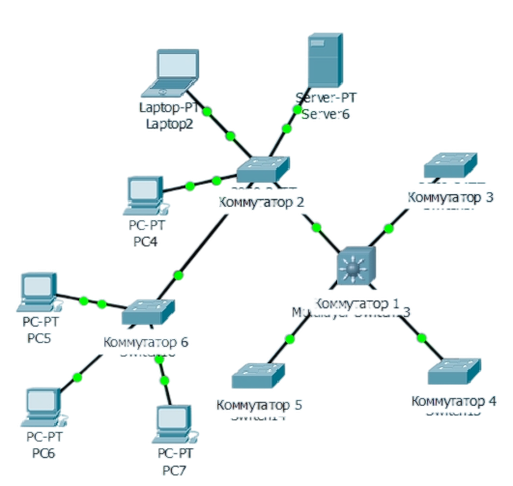 Laptop-PT
Laptop2
Server-PT
Server6
Коммутатор 2
Коммутатор 3
PC-PT
PC4
Коммутатор 1
PC-PT
PC5
Коммутатор 6
Коммутатор 5
Коммутатор 4
PC-PT
PC6
PC-PT
PC7